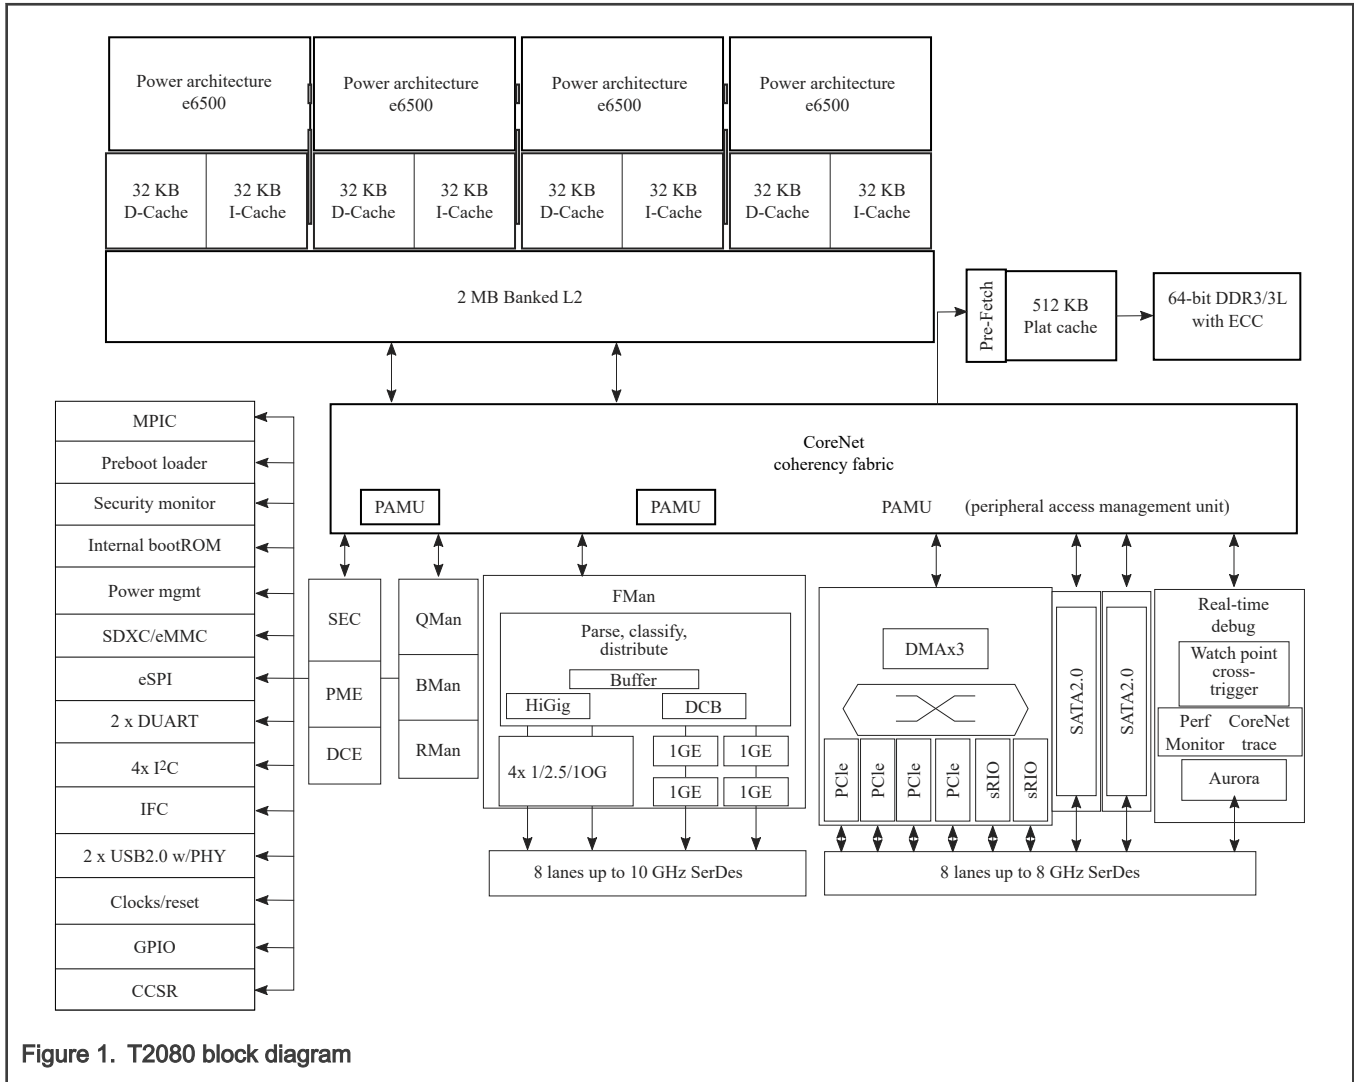 Power architecture
e6500
Power architecture
e6500
Power architecture
e6500
Power architecture
e6500
32 KB
D-Cache
32 KB
I-Cache
32 KB
D-Cache
32 KB
I-Cache
32 KB
D-Cache
32 KB
I-Cache
32 KB
D-Cache
32 KB
I-Cache
2 MB Banked L2
Pre-Fetch
512 KB
Plat cache
64-bit DDR3/3L
with ECC
MPIC
Preboot loader
Security monitor
Internal bootROM
Power mgmt
SDXC/eMMC
eSPI
2 x DUART
4x I²C
IFC
2 x USB2.0 w/PHY
Clocks/reset
GPIO
CCSR
CoreNet
coherency fabric
PAMU
PAMU
PAMU (peripheral access management unit)
SEC
PME
DCE
QMan
BMan
RMan
FMan
Parse, classify,
distribute
Buffer
HiGig
DCB
4x 1/2.5/1OG
1GE
1GE
1GE
1GE
8 lanes up to 10 GHz SerDes
DMAx3
PCIe
PCIe
PCIe
PCIe
sRIO
sRIO
SATA2.0
SATA2.0
Real-time
debug
Watch point
cross-
trigger
Perf
Monitor
CoreNet
trace
Aurora
8 lanes up to 8 GHz SerDes
Figure 1. T2080 block diagram